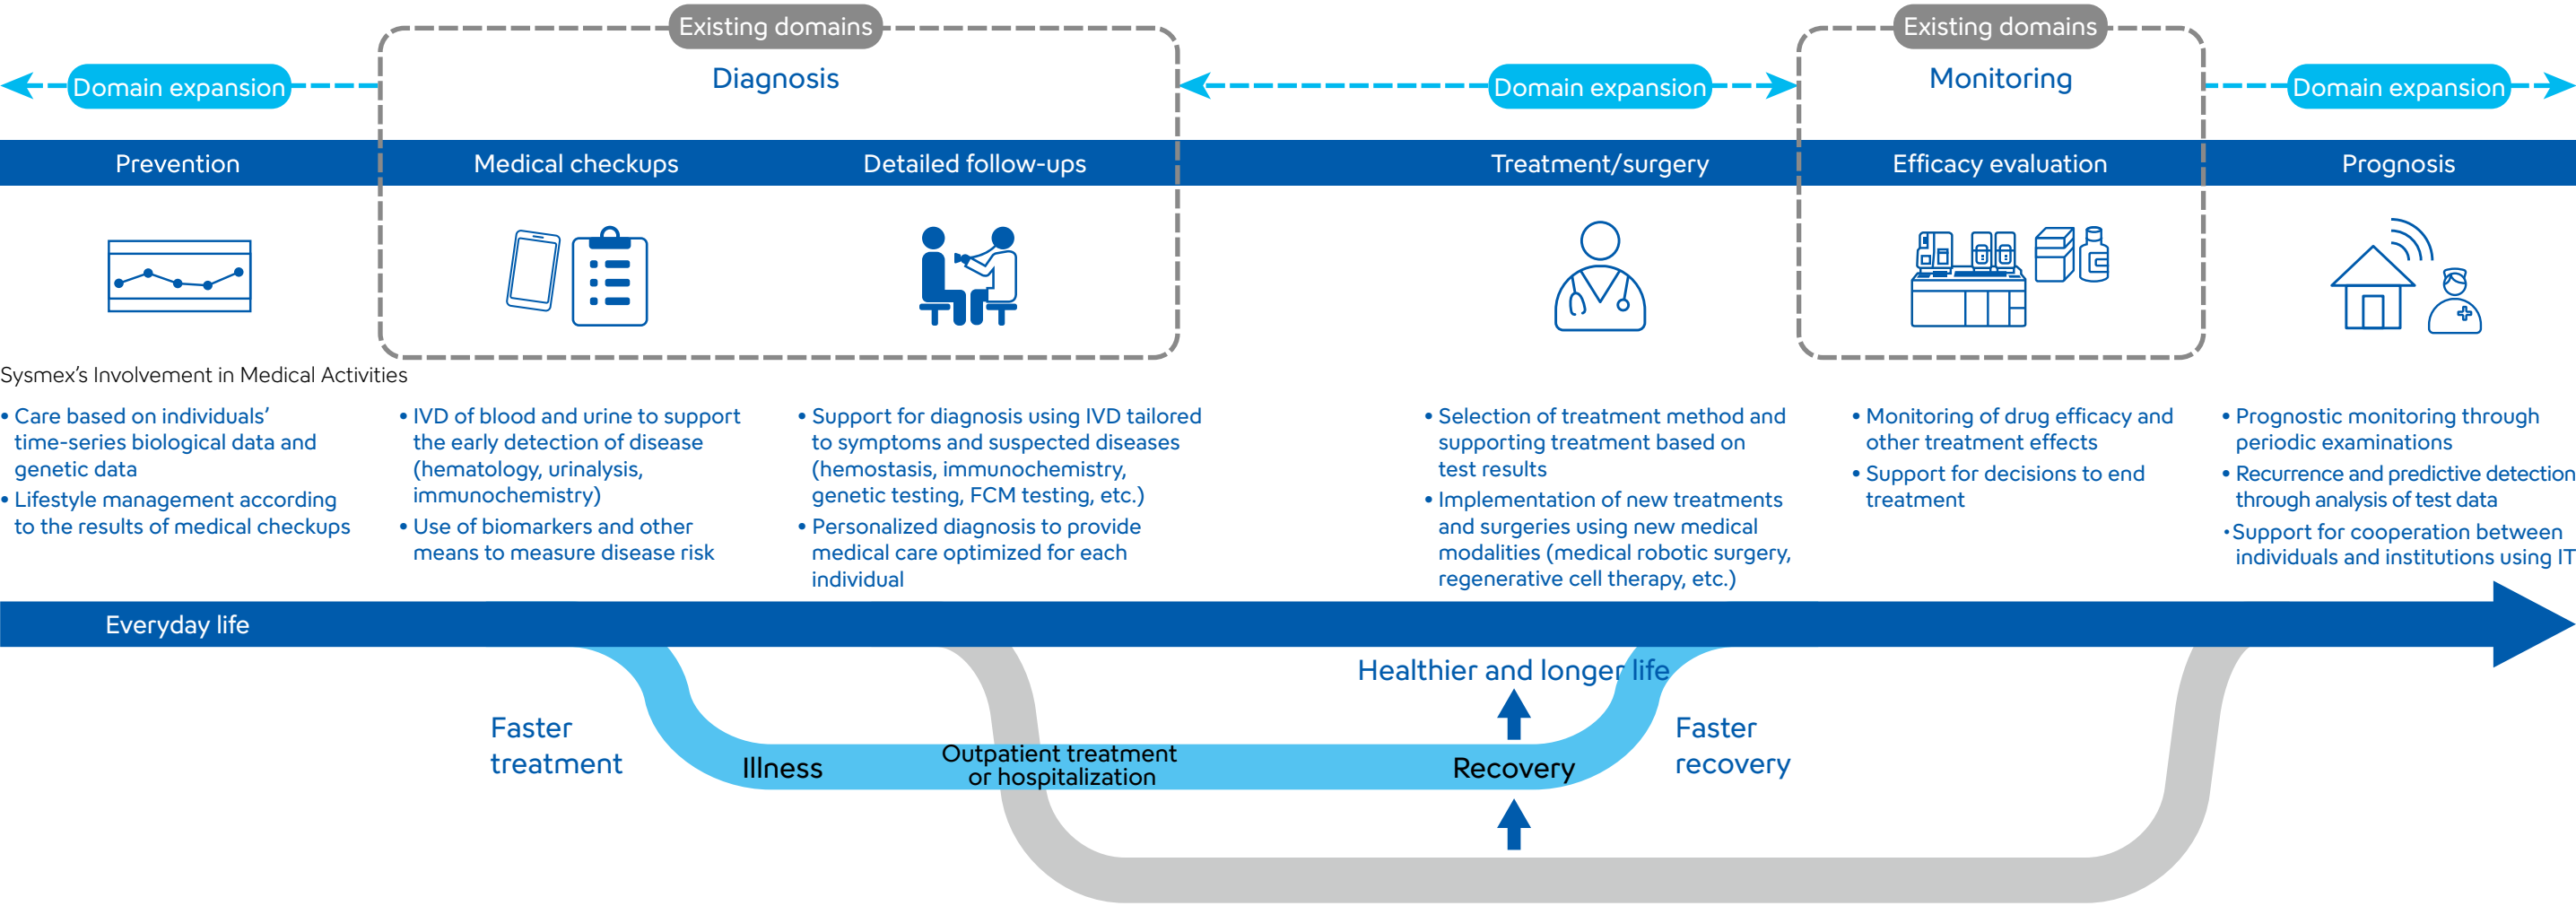 Existing domains
Existing domains
Domain expansion
Diagnosis
Domain expansion
Monitoring
Domain expansion
Prevention
Medical checkups
Detailed follow-ups
Treatment/surgery
Efficacy evaluation
Prognosis
Sysmex’s Involvement in Medical Activities
• Care based on individuals’
time-series biological data and
genetic data
• Lifestyle management according
to the results of medical checkups
• IVD of blood and urine to support
the early detection of disease
(hematology, urinalysis,
immunochemistry)
• Use of biomarkers and other
means to measure disease risk
• Support for diagnosis using IVD tailored
to symptoms and suspected diseases
(hemostasis, immunochemistry,
genetic testing, FCM testing, etc.)
• Personalized diagnosis to provide
medical care optimized for each
individual
• Selection of treatment method and
supporting treatment based on
test results
• Implementation of new treatments
and surgeries using new medical
modalities (medical robotic surgery,
regenerative cell therapy, etc.)
• Monitoring of drug efficacy and
other treatment effects
• Support for decisions to end
treatment
• Prognostic monitoring through
periodic examinations
• Recurrence and predictive detection
through analysis of test data
• Support for cooperation between
individuals and institutions using IT
Everyday life
Healthier and longer life
Faster
treatment
Illness
Outpatient treatment
or hospitalization
Recovery
Faster
recovery